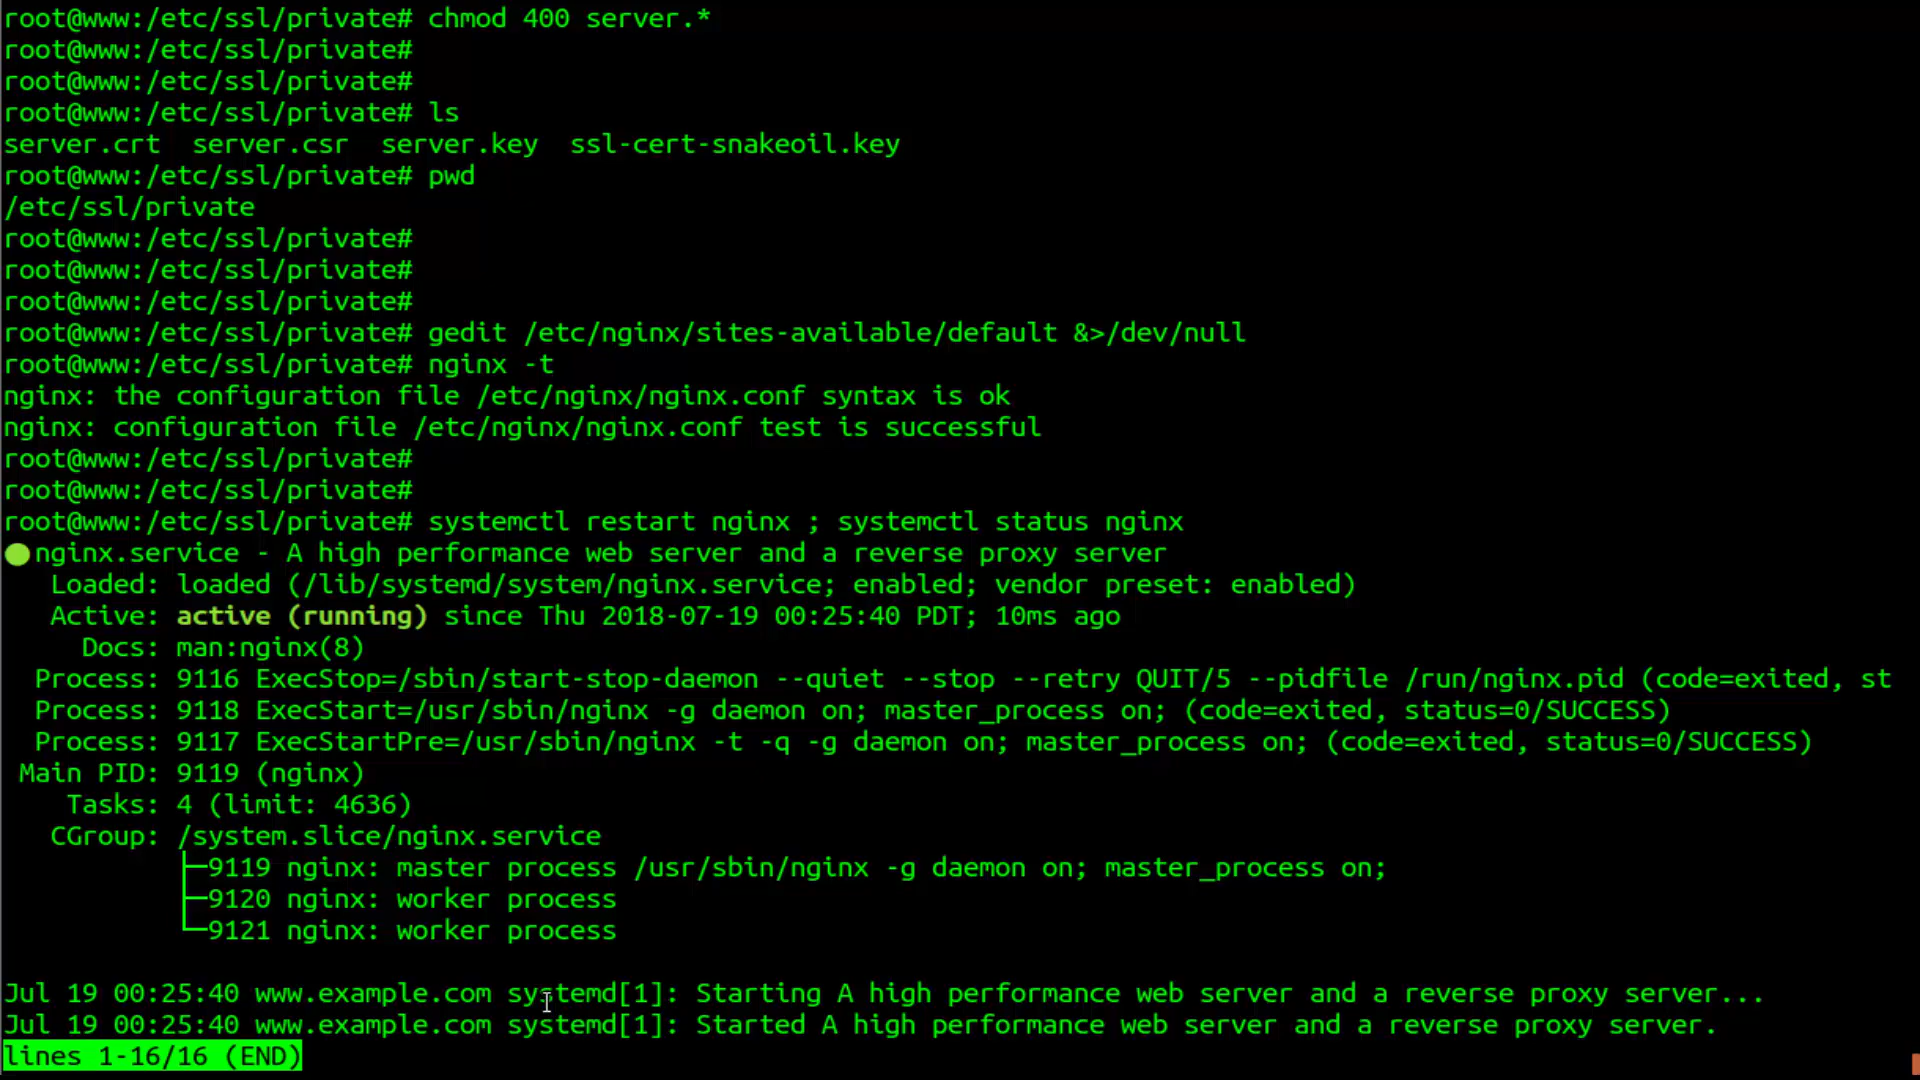 root@www:/etc/ssl/private# chmod 400 server.*
root@www:/etc/ssl/private#
root@www:/etc/ssl/private#
root@www:/etc/ssl/private# ls
server.crt  server.csr  server.key  ssl-cert-snakeoil.key
root@www:/etc/ssl/private# pwd
/etc/ssl/private
root@www:/etc/ssl/private#
root@www:/etc/ssl/private#
root@www:/etc/ssl/private#
root@www:/etc/ssl/private# gedit /etc/nginx/sites-available/default &>/dev/null
root@www:/etc/ssl/private# nginx -t
nginx: the configuration file /etc/nginx/nginx.conf syntax is ok
nginx: configuration file /etc/nginx/nginx.conf test is successful
root@www:/etc/ssl/private#
root@www:/etc/ssl/private#
root@www:/etc/ssl/private# systemctl restart nginx ; systemctl status nginx
● nginx.service - A high performance web server and a reverse proxy server
   Loaded: loaded (/lib/systemd/system/nginx.service; enabled; vendor preset: enabled)
   Active: active (running) since Thu 2018-07-19 00:25:40 PDT; 10ms ago
     Docs: man:nginx(8)
  Process: 9116 ExecStop=/sbin/start-stop-daemon --quiet --stop --retry QUIT/5 --pidfile /run/nginx.pid (code=exited, st
  Process: 9118 ExecStart=/usr/sbin/nginx -g daemon on; master_process on; (code=exited, status=0/SUCCESS)
  Process: 9117 ExecStartPre=/usr/sbin/nginx -t -q -g daemon on; master_process on; (code=exited, status=0/SUCCESS)
 Main PID: 9119 (nginx)
    Tasks: 4 (limit: 4636)
   CGroup: /system.slice/nginx.service
           ├─9119 nginx: master process /usr/sbin/nginx -g daemon on; master_process on;
           ├─9120 nginx: worker process
           └─9121 nginx: worker process
Jul 19 00:25:40 www.example.com systemd[1]: Starting A high performance web server and a reverse proxy server...
Jul 19 00:25:40 www.example.com systemd[1]: Started A high performance web server and a reverse proxy server.
lines 1-16/16 (END)